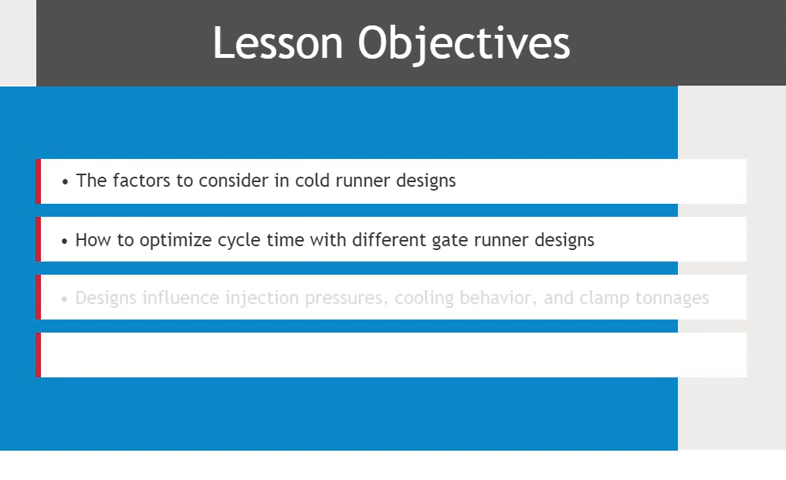 Lesson Objectives
• The factors to consider in cold runner designs
• How to optimize cycle time with different gate runner designs
• Designs influence injection pressures, cooling behavior, and clamp tonnages